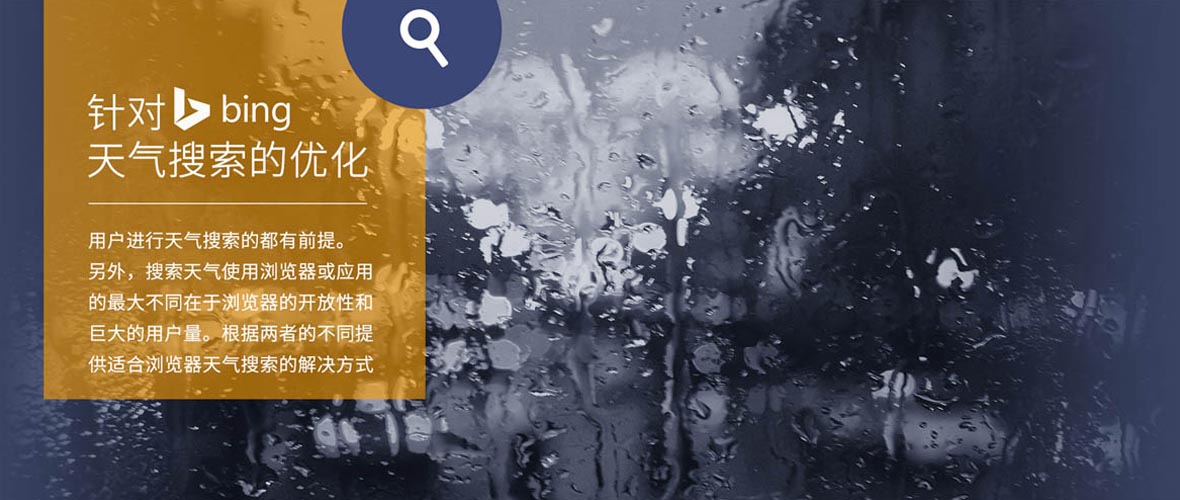 针对 bing
天气搜索的优化
用户进行天气搜索的都有前提。
另外，搜索天气使用浏览器或应用
的最大不同在于浏览器的开放性和
巨大的用户量。根据两者的不同提
供适合浏览器天气搜索的解决方式